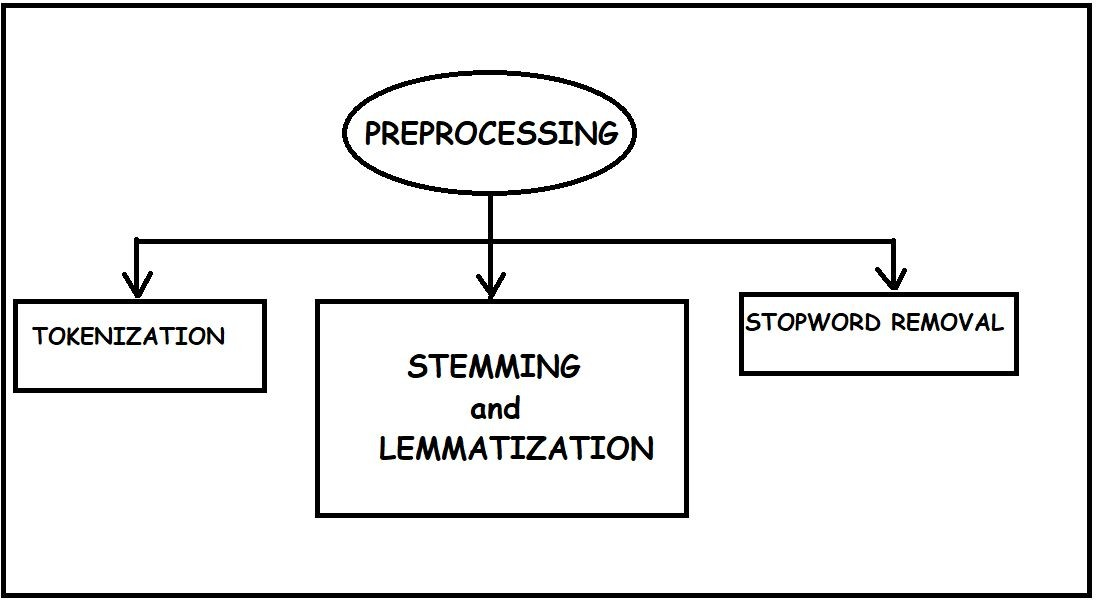 PREPROCESSING
TOKENIZATION
STEMMING
and
LEMMATIZATION
STOPWORD REMOVAL